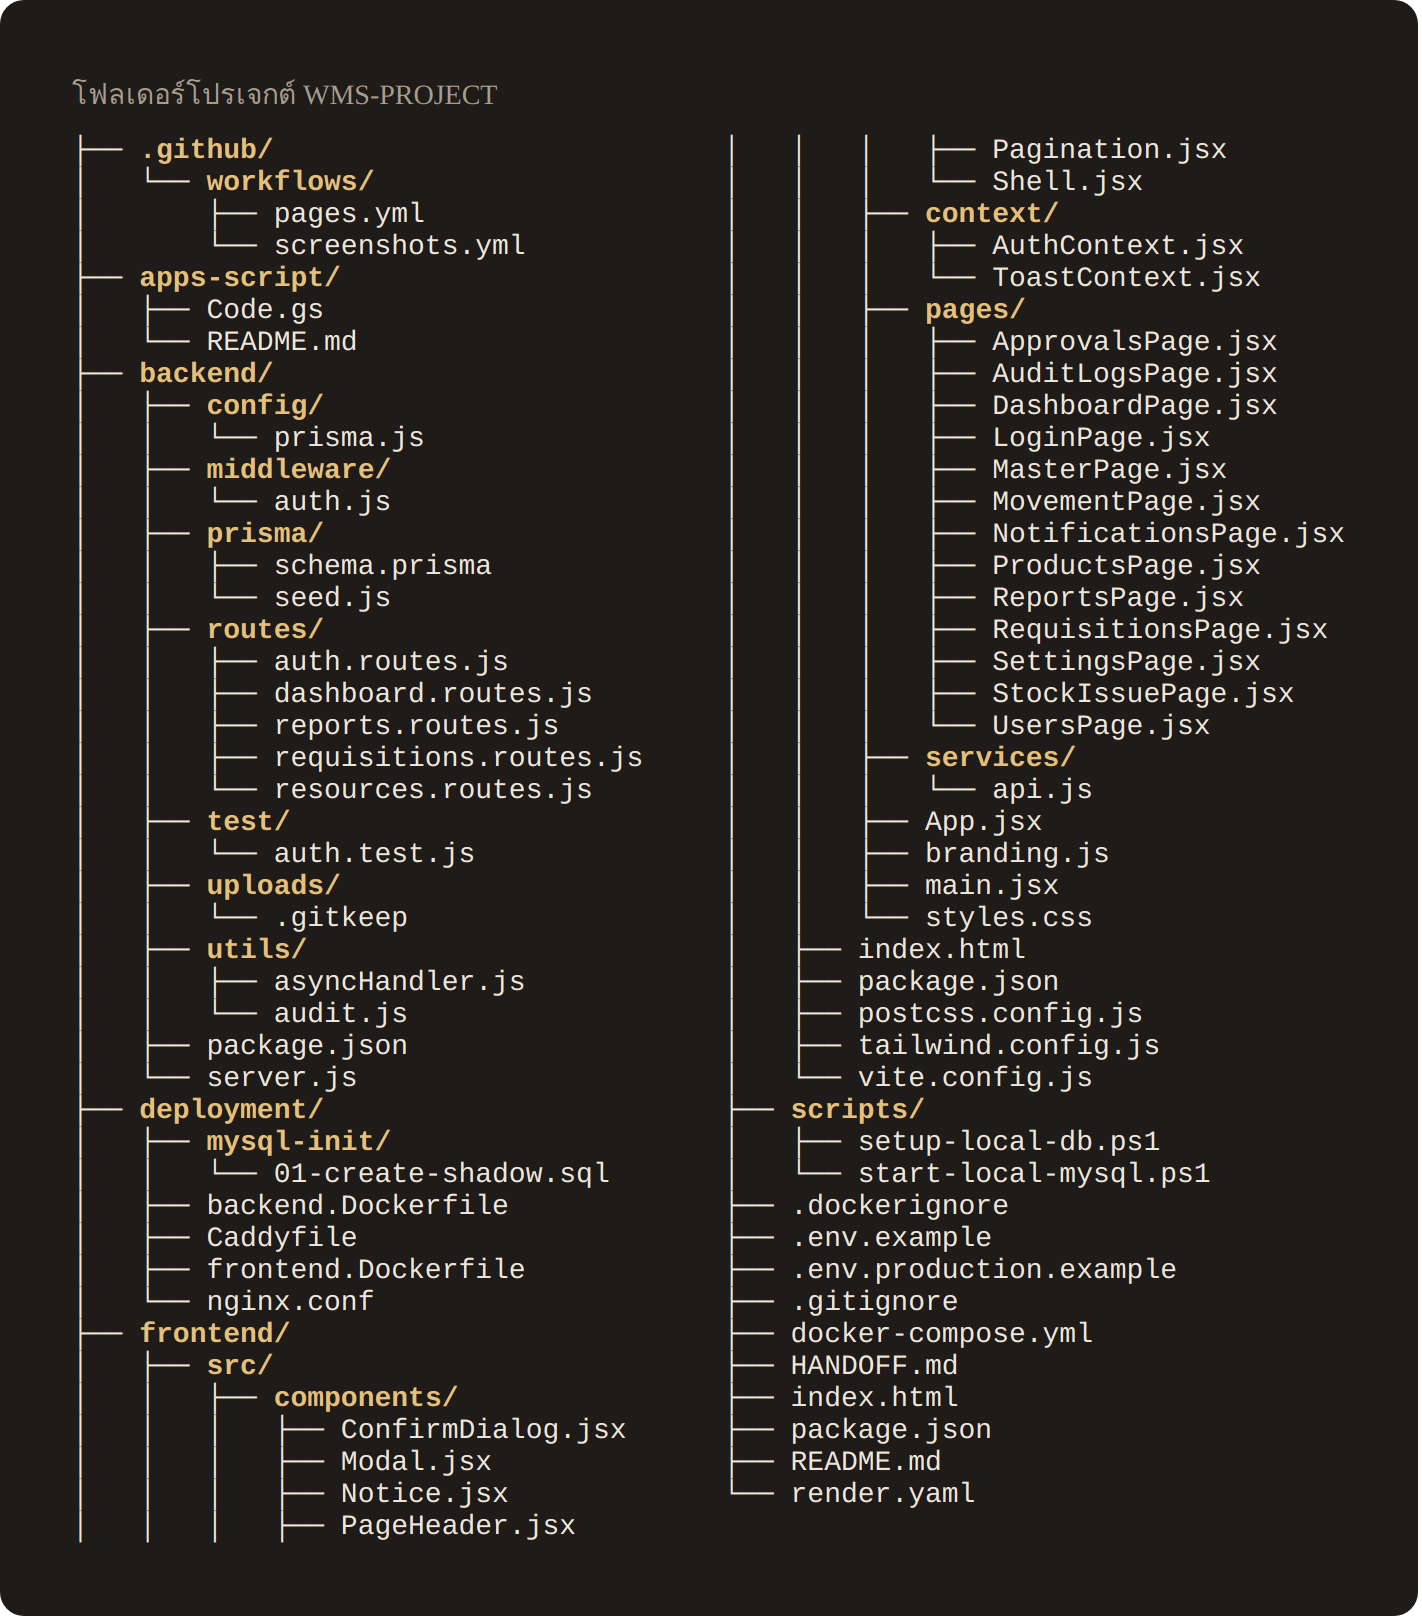 โฟลเดอร์โปรเจกต์ WMS-PROJECT
├── .github/
│   └── workflows/
│       ├── pages.yml
│       └── screenshots.yml
├── apps-script/
│   ├── Code.gs
│   └── README.md
├── backend/
│   ├── config/
│   │   └── prisma.js
│   ├── middleware/
│   │   └── auth.js
│   ├── prisma/
│   │   ├── schema.prisma
│   │   └── seed.js
│   ├── routes/
│   │   ├── auth.routes.js
│   │   ├── dashboard.routes.js
│   │   ├── reports.routes.js
│   │   ├── requisitions.routes.js
│   │   └── resources.routes.js
│   ├── test/
│   │   └── auth.test.js
│   ├── uploads/
│   │   └── .gitkeep
│   ├── utils/
│   │   ├── asyncHandler.js
│   │   └── audit.js
│   ├── package.json
│   └── server.js
├── deployment/
│   ├── mysql-init/
│   │   └── 01-create-shadow.sql
│   ├── backend.Dockerfile
│   ├── Caddyfile
│   ├── frontend.Dockerfile
│   └── nginx.conf
├── frontend/
│   ├── src/
│   │   ├── components/
│   │   │   ├── ConfirmDialog.jsx
│   │   │   ├── Modal.jsx
│   │   │   ├── Notice.jsx
│   │   │   ├── PageHeader.jsx
│   │   │   ├── Pagination.jsx
│   │   │   └── Shell.jsx
│   │   ├── context/
│   │   │   ├── AuthContext.jsx
│   │   │   └── ToastContext.jsx
│   │   ├── pages/
│   │   │   ├── ApprovalsPage.jsx
│   │   │   ├── AuditLogsPage.jsx
│   │   │   ├── DashboardPage.jsx
│   │   │   ├── LoginPage.jsx
│   │   │   ├── MasterPage.jsx
│   │   │   ├── MovementPage.jsx
│   │   │   ├── NotificationsPage.jsx
│   │   │   ├── ProductsPage.jsx
│   │   │   ├── ReportsPage.jsx
│   │   │   ├── RequisitionsPage.jsx
│   │   │   ├── SettingsPage.jsx
│   │   │   ├── StockIssuePage.jsx
│   │   │   └── UsersPage.jsx
│   │   ├── services/
│   │   │   └── api.js
│   │   ├── App.jsx
│   │   ├── branding.js
│   │   ├── main.jsx
│   │   └── styles.css
│   ├── index.html
│   ├── package.json
│   ├── postcss.config.js
│   ├── tailwind.config.js
│   └── vite.config.js
├── scripts/
│   ├── setup-local-db.ps1
│   └── start-local-mysql.ps1
├── .dockerignore
├── .env.example
├── .env.production.example
├── .gitignore
├── docker-compose.yml
├── HANDOFF.md
├── index.html
├── package.json
├── README.md
└── render.yaml